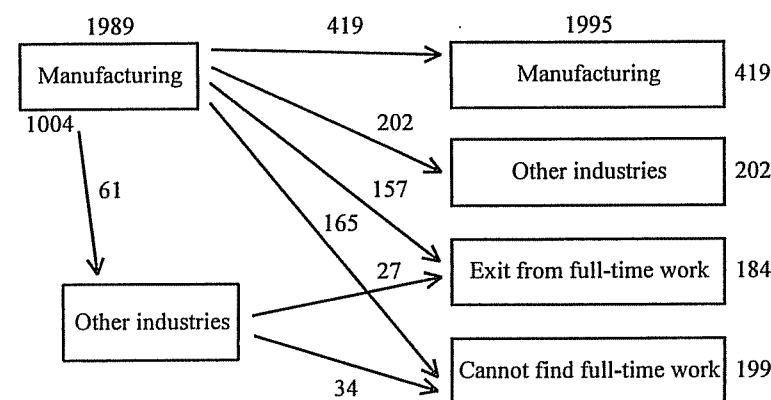 1989 419 1995
Manufacturing Manufacturing 419
1004
202
Other industries 202
61
157
165
27
Exit from full-time work 184
Other industries
Cannot find full-time work 199
34